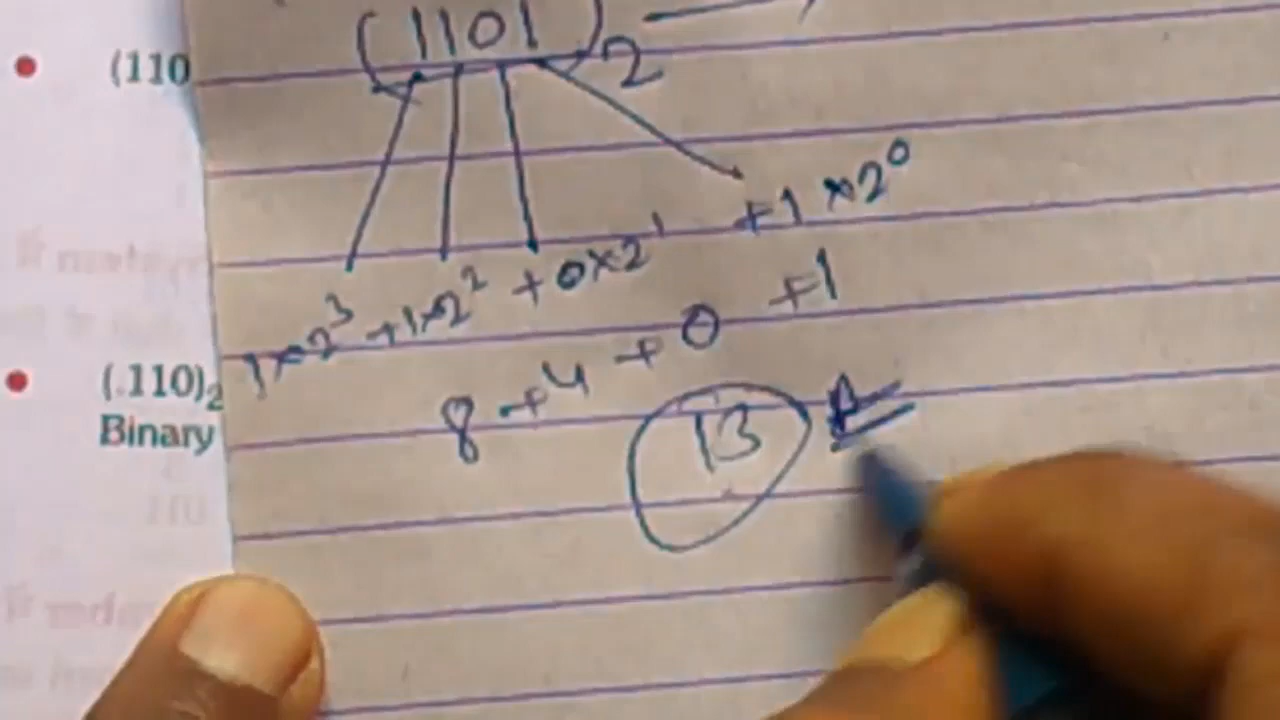 (110
(1101)2
1×2³ +1×2² + 0×2¹ +1×2⁰
8 + 4 + 0 +1
(.110)₂
Binary
13